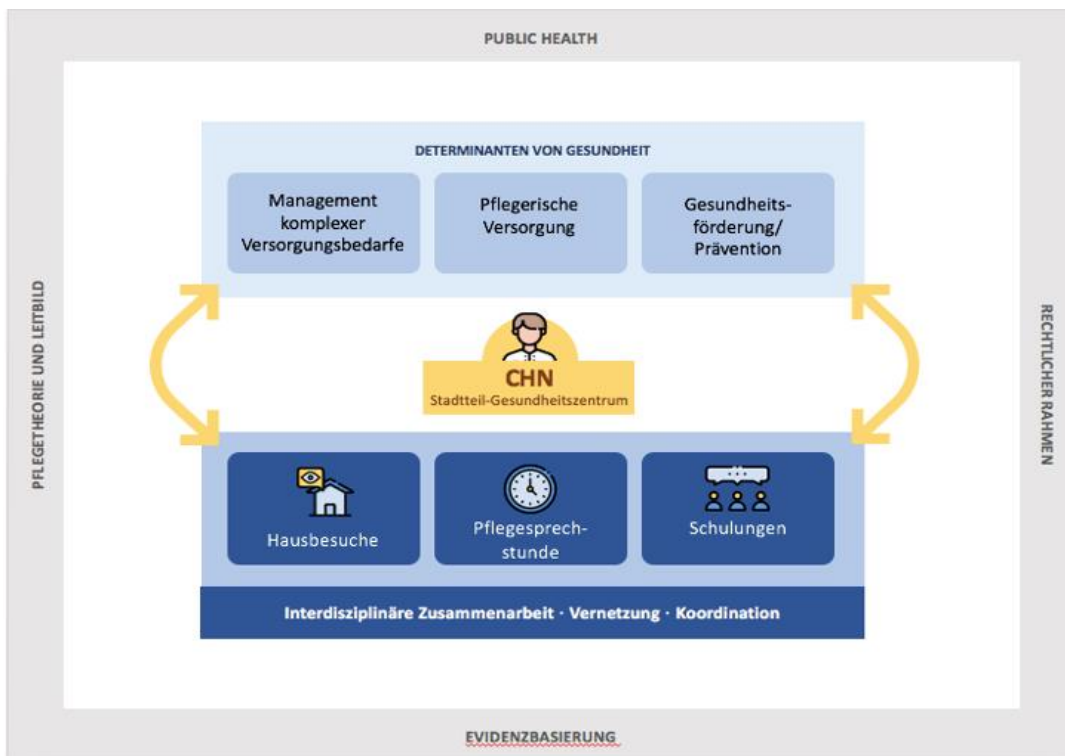 PUBLIC HEALTH
DETERMINANTEN VON GESUNDHEIT
Management
komplexer
Versorgungsbedarfe
Pflegerische
Versorgung
Gesundheits-
förderung/
Prävention
PFLEGETHEORIE UND LEITBILD
RECHTLICHER RAHMEN
CHN
Stadtteil-Gesundheitszentrum
Hausbesuche
Pflegesprech-
stunde
Schulungen
Interdisziplinäre Zusammenarbeit · Vernetzung · Koordination
EVIDENZBASIERUNG